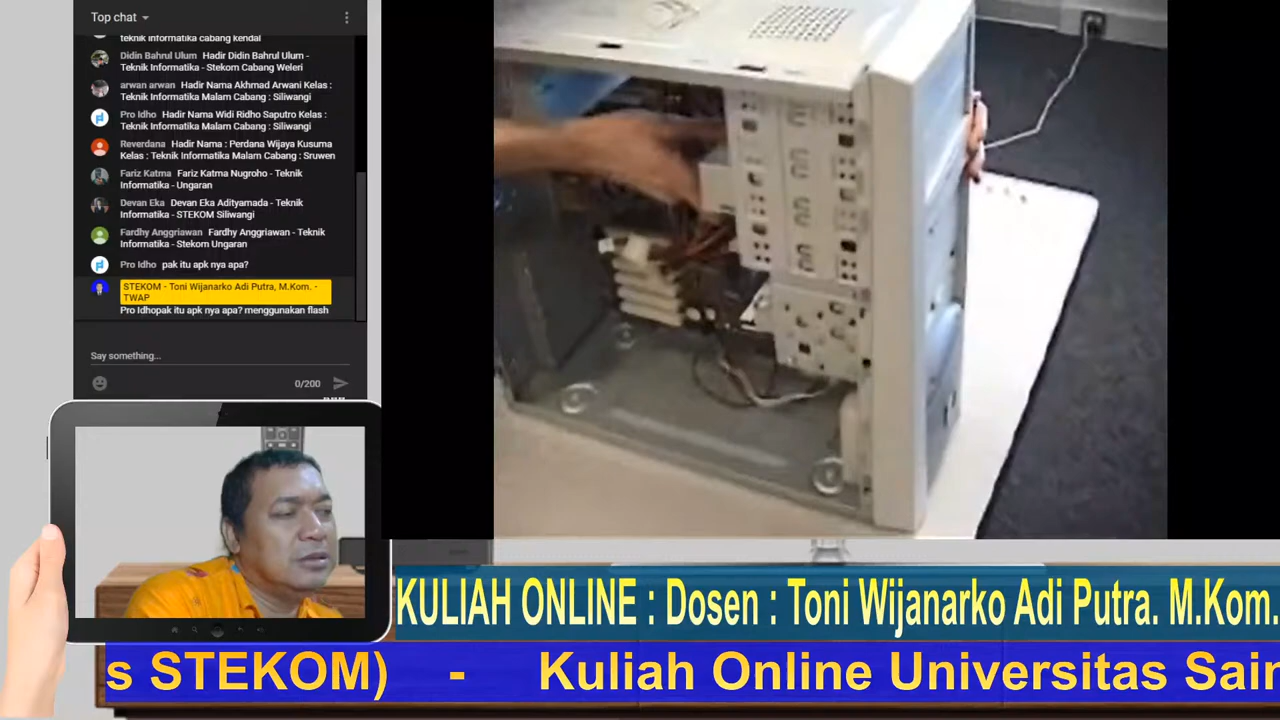 Top chat
teknik informatika cabang kendal
Didin Bahrul Ulum Hadir Didin Bahrul Ulum -
Teknik Informatika - Stekom Cabang Weleri
arwan arwan Hadir Nama Akhmad Arwani Kelas :
Teknik Informatika Malam Cabang : Siliwangi
Pro Idho Hadir Nama Widi Ridho Saputro Kelas :
Teknik Informatika Malam Cabang : Siliwangi
Reverdana Hadir Nama : Perdana Wijaya Kusuma
Kelas : Teknik Informatika Malam Cabang : Sruwen
Fariz Katma Fariz Katma Nugroho - Teknik
Informatika - Ungaran
Devan Eka Devan Eka Adityamada - Teknik
Informatika - STEKOM Siliwangi
Fardhy Anggriawan Fardhy Anggriawan - Teknik
Informatika - Stekom Ungaran
Pro Idho pak itu apk nya apa?
STEKOM - Toni Wijanarko Adi Putra, M.Kom. -
TWAP
Pro Idhopak itu apk nya apa? menggunakan flash
Say something...
0/200
KULIAH ONLINE : Dosen : Toni Wijanarko Adi Putra. M.Kom.
s STEKOM) - Kuliah Online Universitas Sain